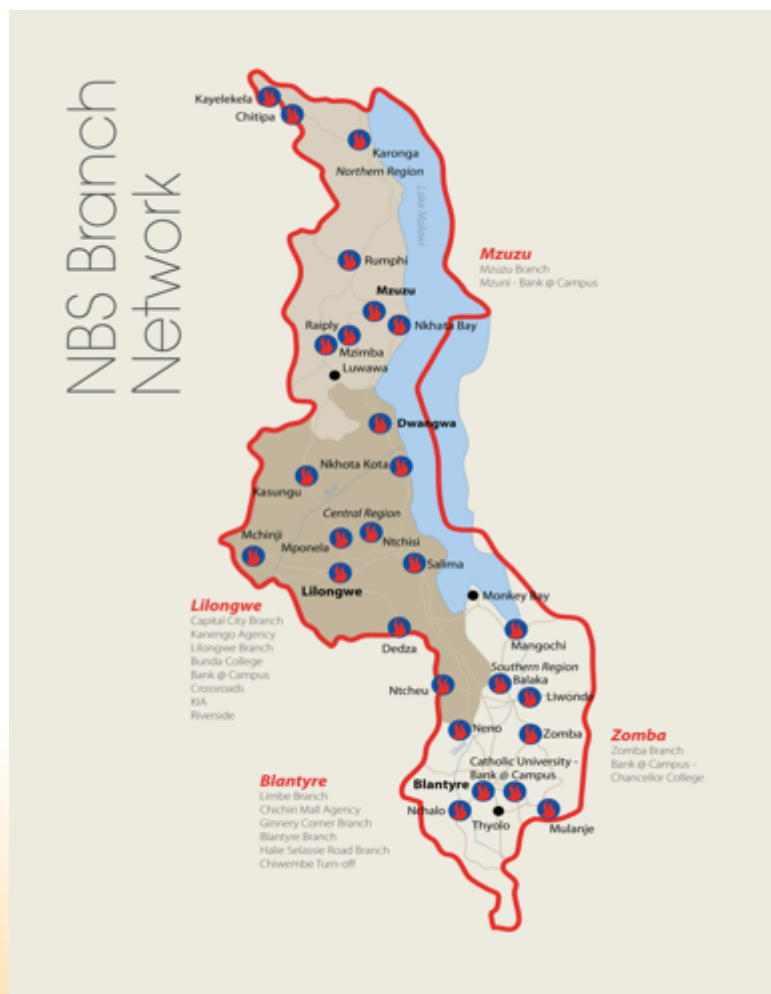 NBS Branch
Network
Kayelekela
Chitipa
Karonga
Northern Region
Lake Malawi
Rumphi
Mzuzu
Mzuzu Branch
Mzuni - Bank @ Campus
Mzuzu
Raiply
Nkhata Bay
Mzimba
Luwawa
Dwangwa
Nkhota Kota
Kasungu
Central Region
Mchinji
Mponela
Ntchisi
Salima
Lilongwe
Monkey Bay
Lilongwe
Capital City Branch
Kanengo Agency
Lilongwe Branch
Bunda College
Bank @ Campus
Crossroads
KIA
Riverside
Dedza
Mangochi
Southern Region
Balaka
Ntcheu
Liwonde
Neno
Zomba
Zomba
Zomba Branch
Bank @ Campus -
Chancellor College
Catholic University -
Bank @ Campus
Blantyre
Blantyre
Limbe Branch
Chichiri Mall Agency
Ginnery Corner Branch
Blantyre Branch
Halie Selassie Road Branch
Chiwembe Turn-off
Nchalo
Thyolo
Mulanje